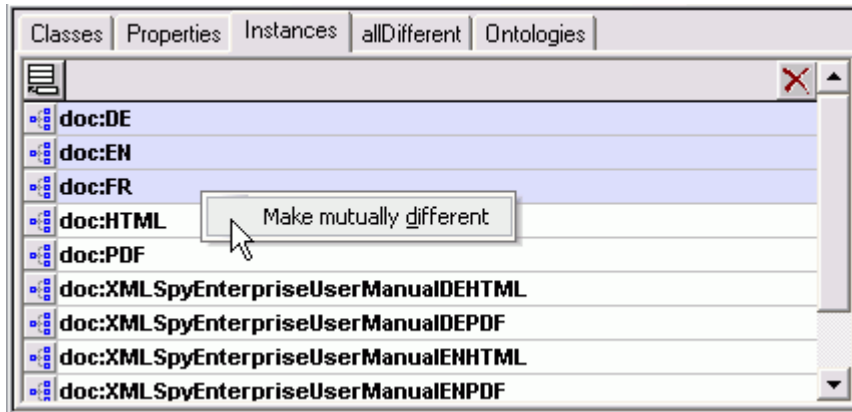 Classes Properties Instances allDifferent Ontologies
doc:DE
doc:EN
doc:FR
Make mutually different
doc:HTML
doc:PDF
doc:XMLSpyEnterpriseUserManualDEHTML
doc:XMLSpyEnterpriseUserManualDEPDF
doc:XMLSpyEnterpriseUserManualENHTML
doc:XMLSpyEnterpriseUserManualENPDF